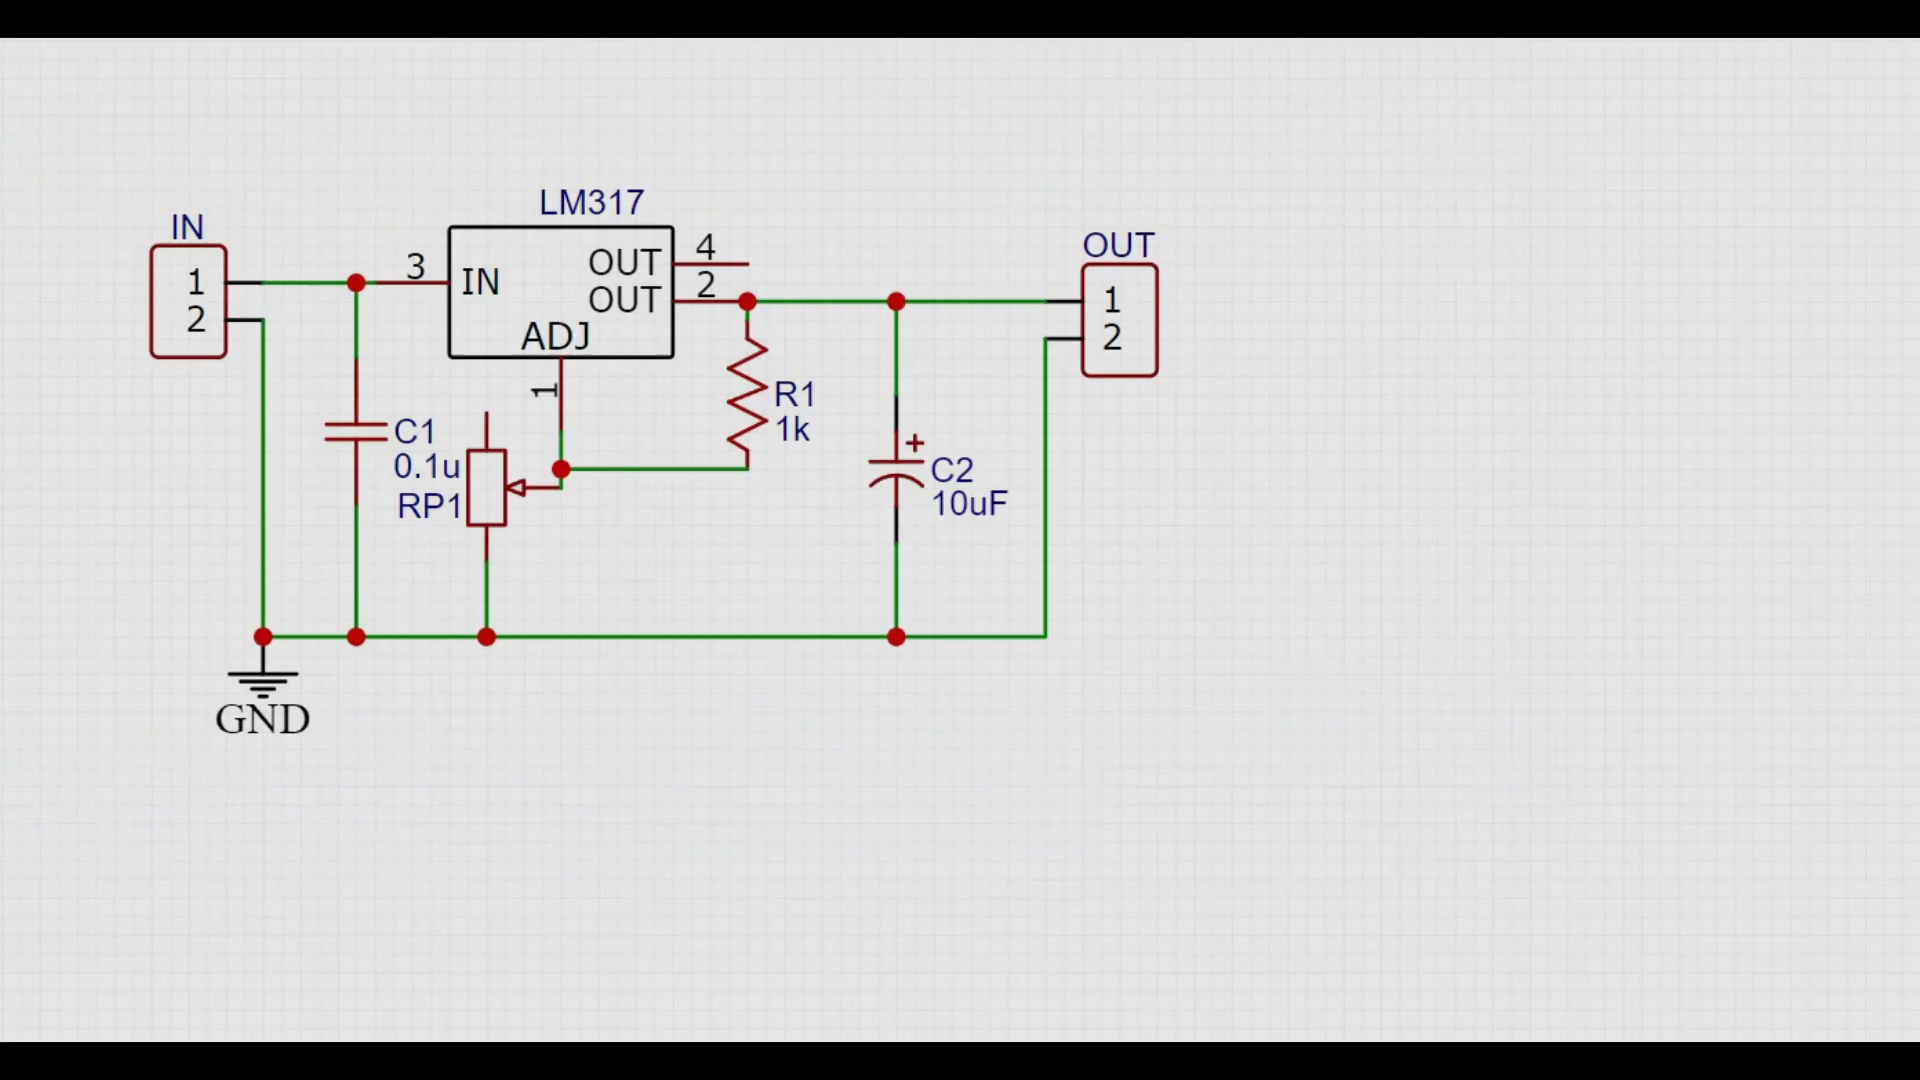 LM317
IN
1
2
3
IN
OUT
4
OUT
2
ADJ
1
OUT
1
2
R1
1k
C1
0.1u
RP1
C2
10uF
+
GND